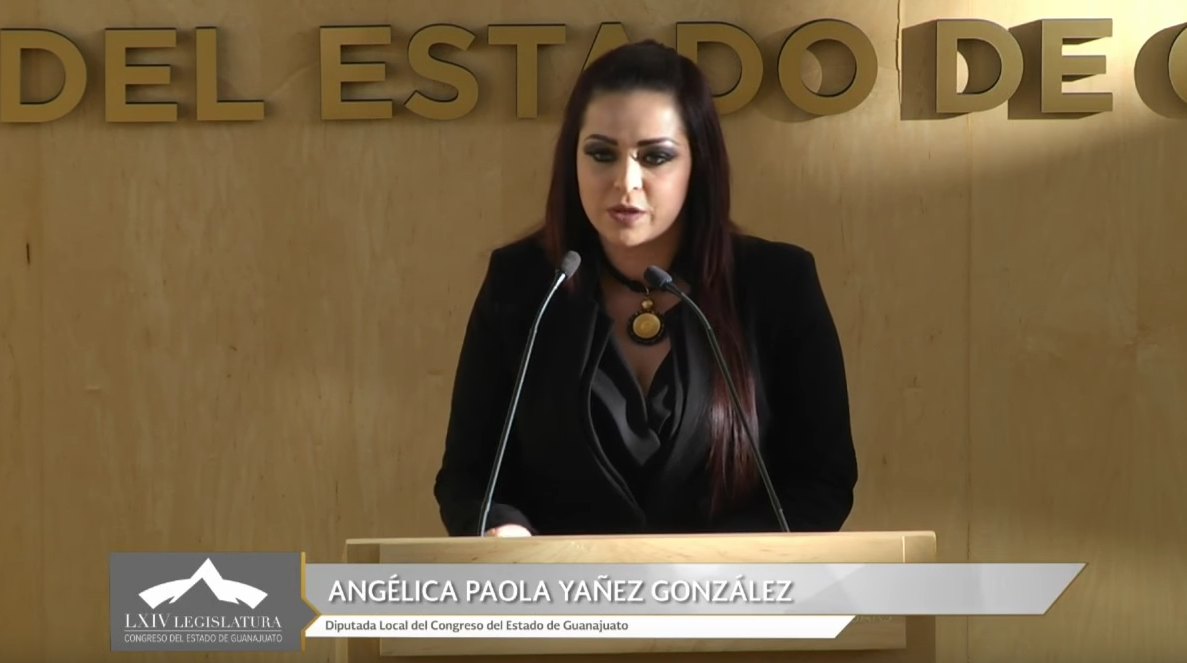 DEL ESTADO DE
ANGÉLICA PAOLA YAÑEZ GONZÁLEZ
Diputada Local del Congreso del Estado de Guanajuato
LXIV LEGISLATURA
CONGRESO DEL ESTADO DE GUANAJUATO